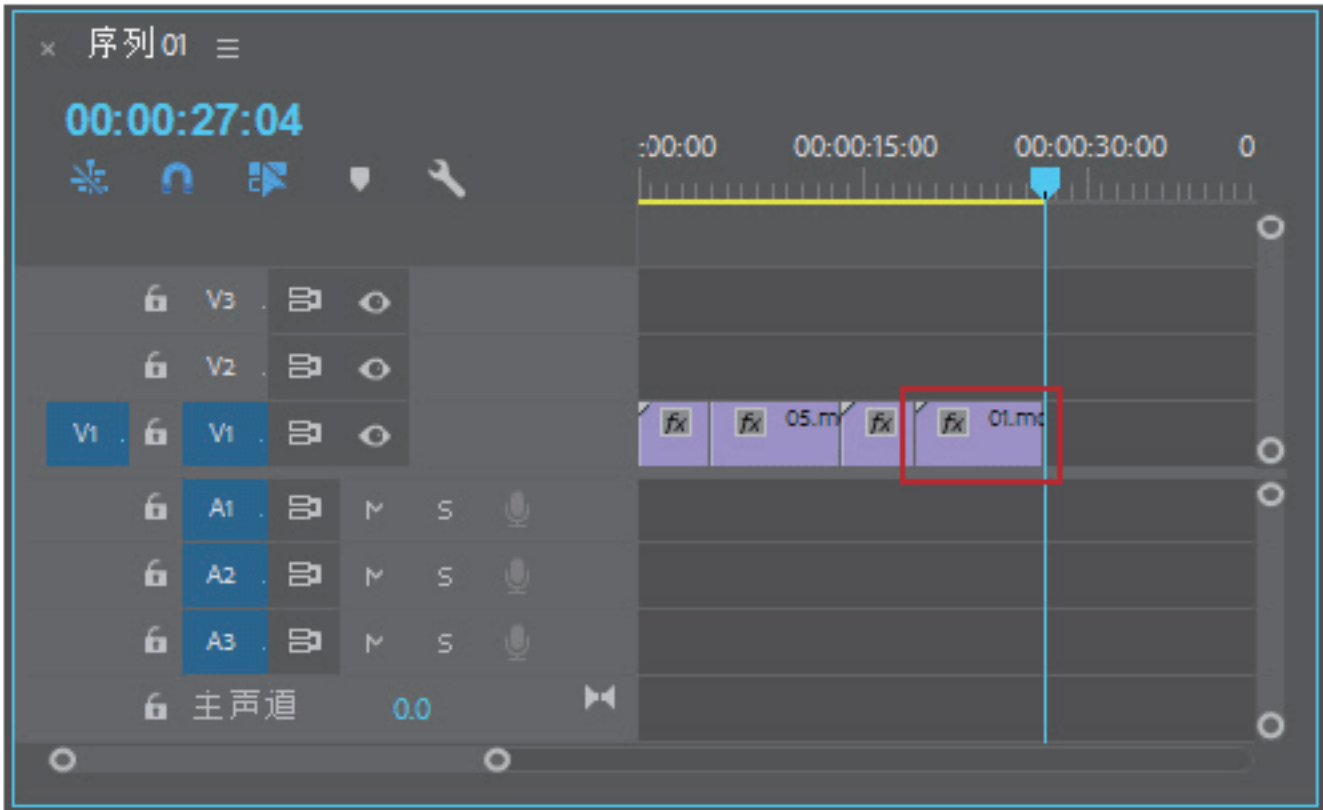 × 序列 01
00:00:27:04
:00:00 00:00:15:00 00:00:30:00 0
V3
V2
V1 V1 fx fx 05.m fx fx 01.mo
A1 M S
A2 M S
A3 M S
主声道 0.0